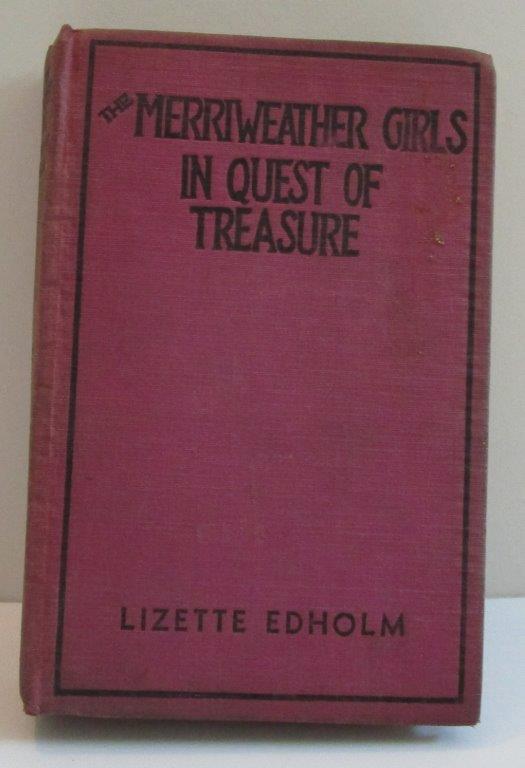 THE MERRIWEATHER GIRLS
IN QUEST OF
TREASURE
LIZETTE EDHOLM